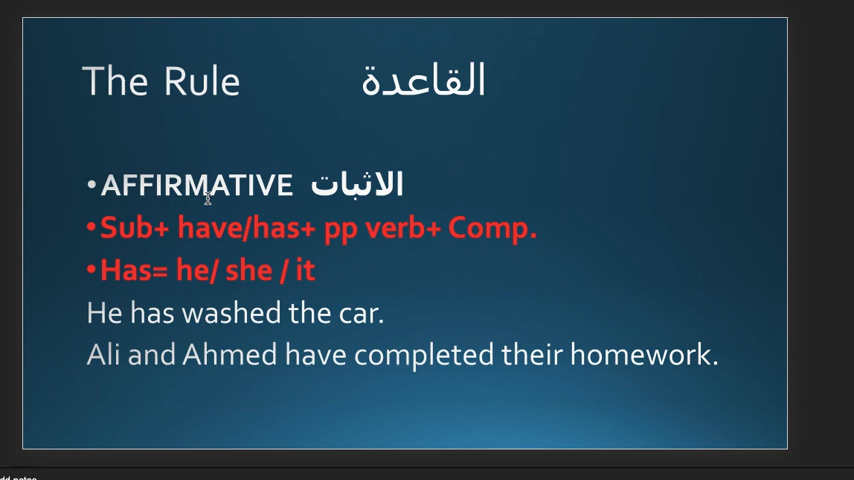 The Rule القاعدة
•AFFIRMATIVE الاثبات
•Sub+ have/has+ pp verb+ Comp.
•Has= he/ she / it
He has washed the car.
Ali and Ahmed have completed their homework.